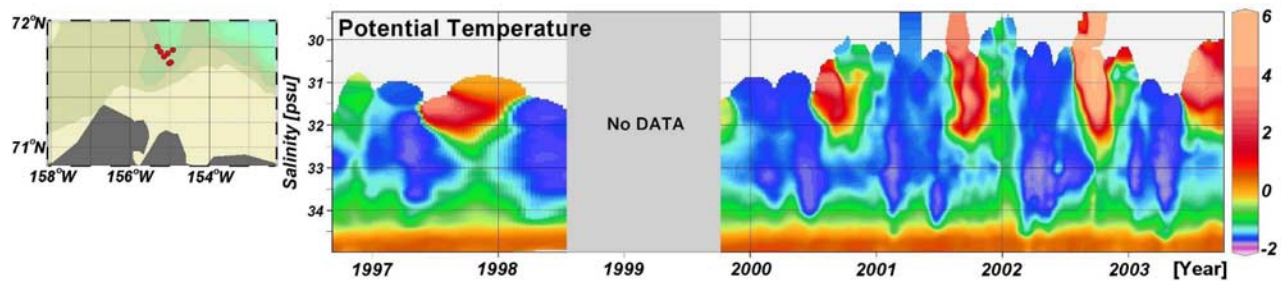 72°N
71°N
158°W
156°W
154°W
Potential Temperature
Salinity [psu]
30
31
32
33
34
No DATA
1997
1998
1999
2000
2001
2002
2003
[Year]
6
4
2
0
-2